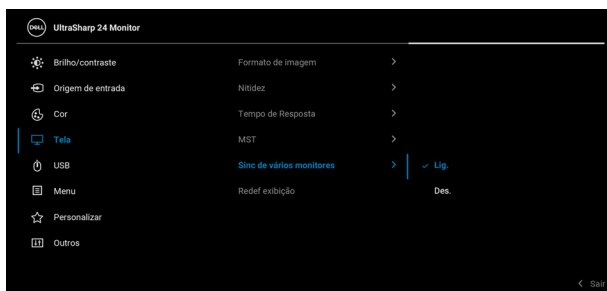 DELL UltraSharp 24 Monitor
Brilho/contraste Formato de imagem
Origem de entrada Nitidez
Cor Tempo de Resposta
Tela MST
USB Sinc de vários monitores Lig.
Menu Redef exibição Des.
Personalizar
Outros
Sair